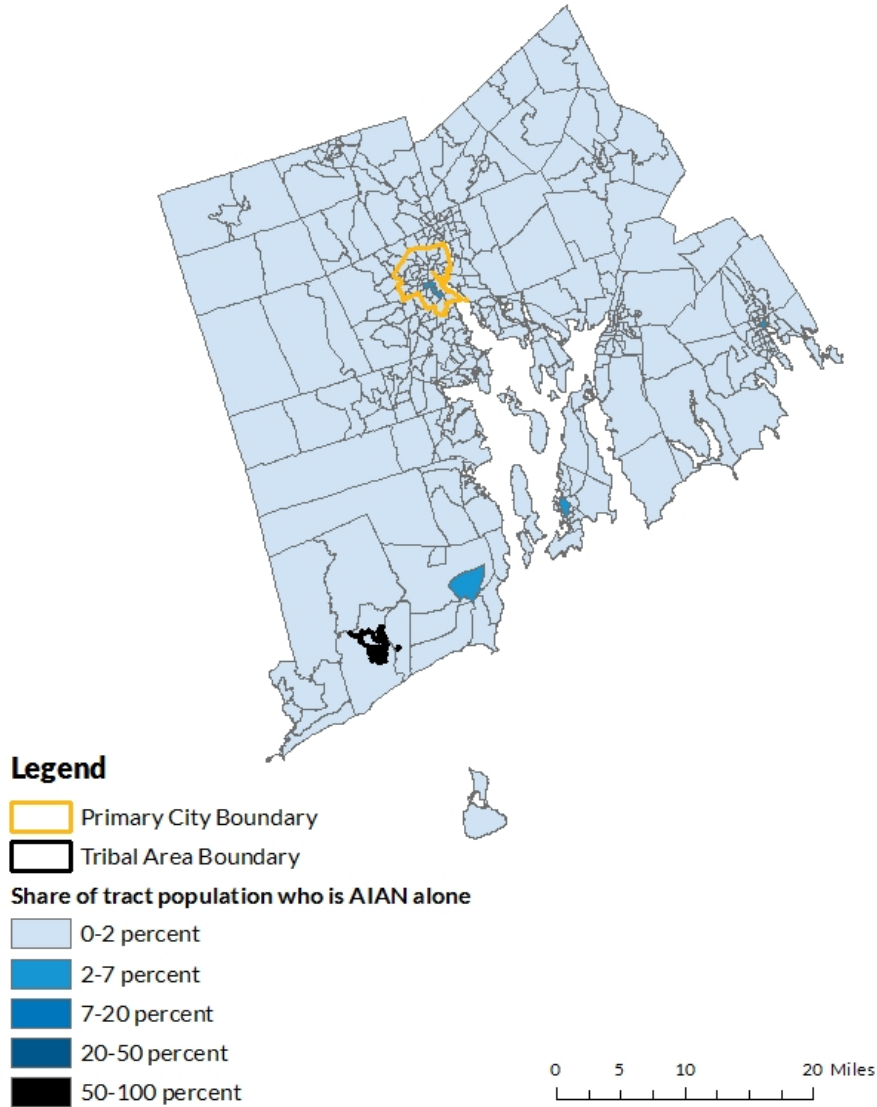 Legend
Primary City Boundary
Tribal Area Boundary
Share of tract population who is AIAN alone
0-2 percent
2-7 percent
7-20 percent
20-50 percent
50-100 percent
0 5 10 20 Miles